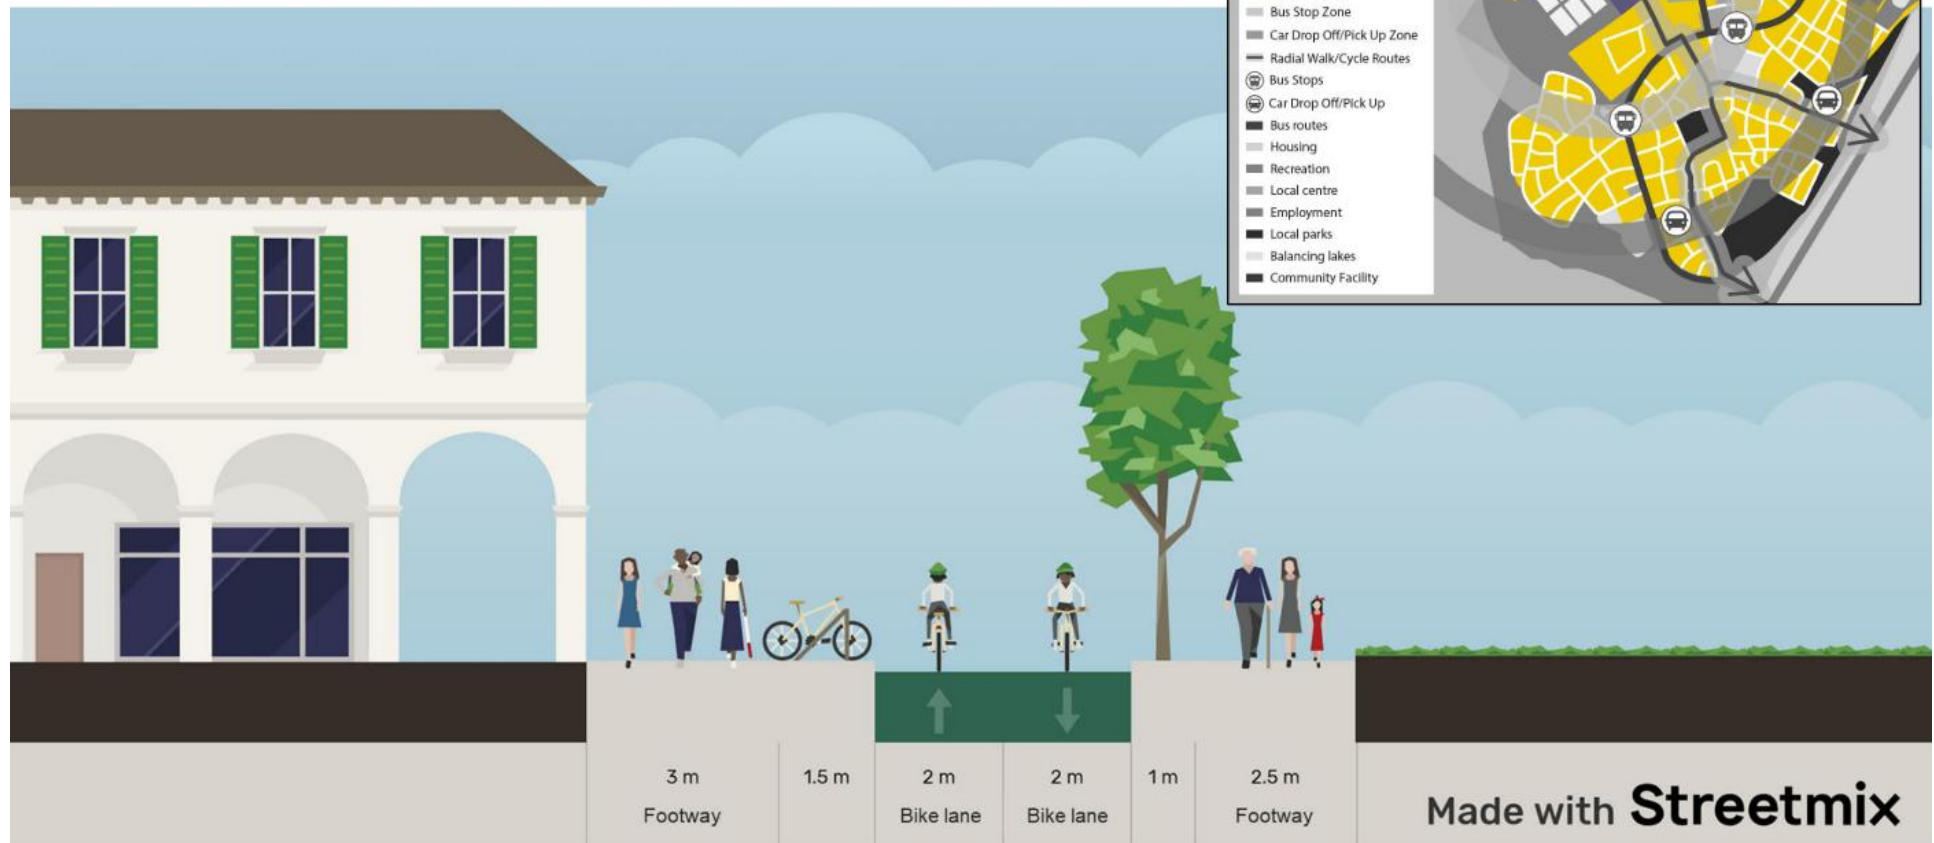 Bus Stop Zone
Car Drop Off/Pick Up Zone
Radial Walk/Cycle Routes
Bus Stops
Car Drop Off/Pick Up
Bus routes
Housing
Recreation
Local centre
Employment
Local parks
Balancing lakes
Community Facility
3 m
1.5 m
2 m
2 m
1 m
2.5 m
Footway
Bike lane
Bike lane
Footway
Made with Streetmix